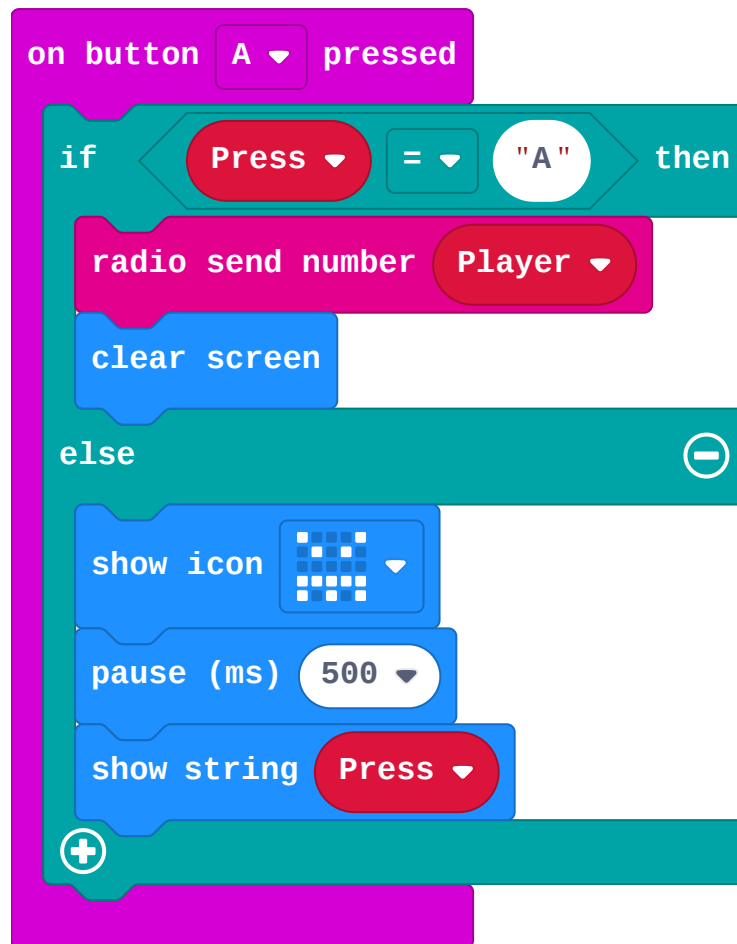 on button A pressed
if Press = "A" then
radio send number Player
clear screen
else
show icon
pause (ms) 500
show string Press